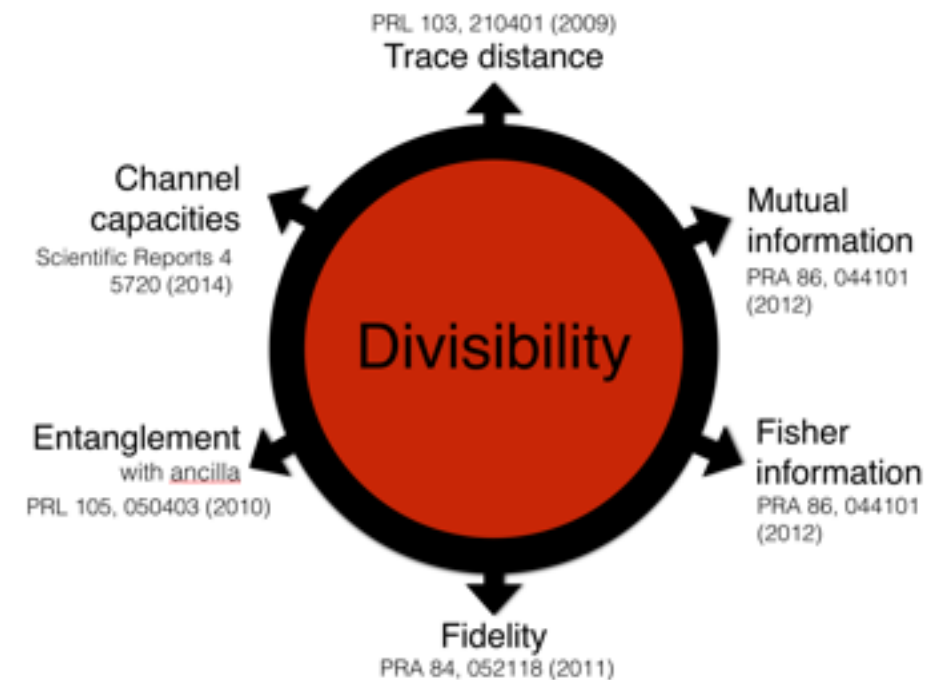 PRL 103, 210401 (2009)
Trace distance
Channel
capacities
Scientific Reports 4
5720 (2014)
Mutual
information
PRA 86, 044101
(2012)
Divisibility
Entanglement
with ancilla
PRL 105, 050403 (2010)
Fisher
information
PRA 86, 044101
(2012)
Fidelity
PRA 84, 052118 (2011)